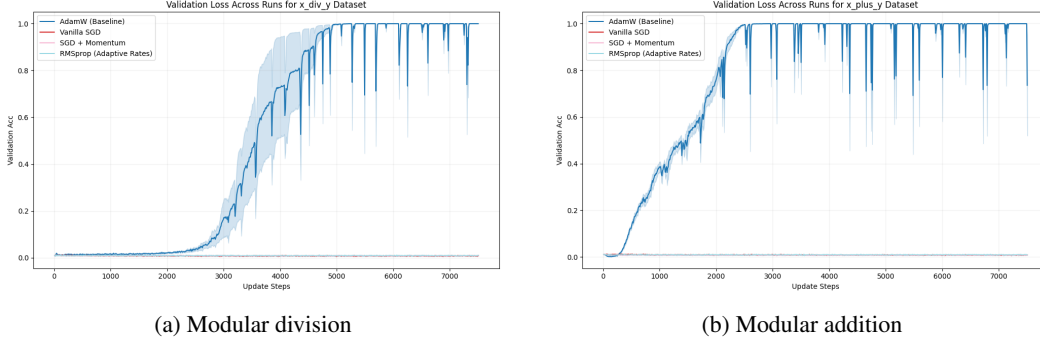 Validation Loss Across Runs for x_div_y Dataset
AdamW (Baseline)
Vanilla SGD
SGD + Momentum
RMSprop (Adaptive Rates)
Validation Acc
1.0
0.8
0.6
0.4
0.2
0.0
0 1000 2000 3000 4000 5000 6000 7000
Update Steps
(a) Modular division
Validation Loss Across Runs for x_plus_y Dataset
AdamW (Baseline)
Vanilla SGD
SGD + Momentum
RMSprop (Adaptive Rates)
Validation Acc
1.0
0.8
0.6
0.4
0.2
0.0
0 1000 2000 3000 4000 5000 6000 7000
Update Steps
(b) Modular addition